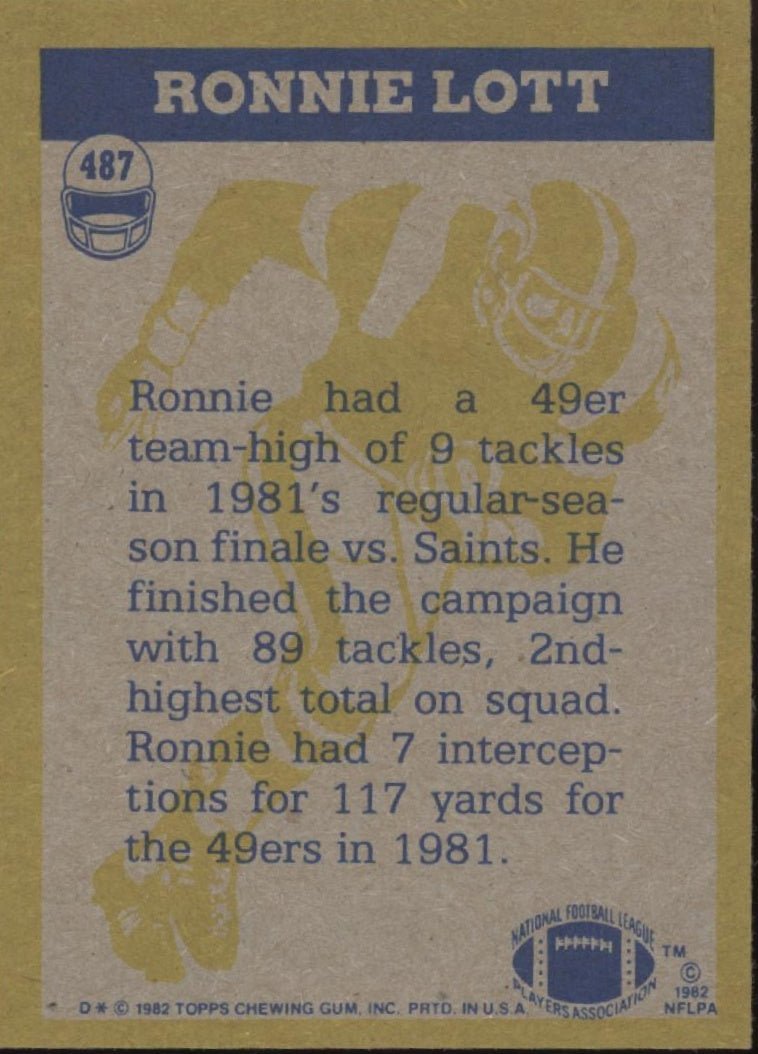 RONNIE LOTT
487
Ronnie had a 49er
team-high of 9 tackles
in 1981's regular-sea-
son finale vs. Saints. He
finished the campaign
with 89 tackles, 2nd-
highest total on squad.
Ronnie had 7 intercep-
tions for 117 yards for
the 49ers in 1981.
NATIONAL FOOTBALL LEAGUE
PLAYERS ASSOCIATION
TM
©
1982
NFLPA
D * © 1982 TOPPS CHEWING GUM, INC. PRTD. IN U.S.A.